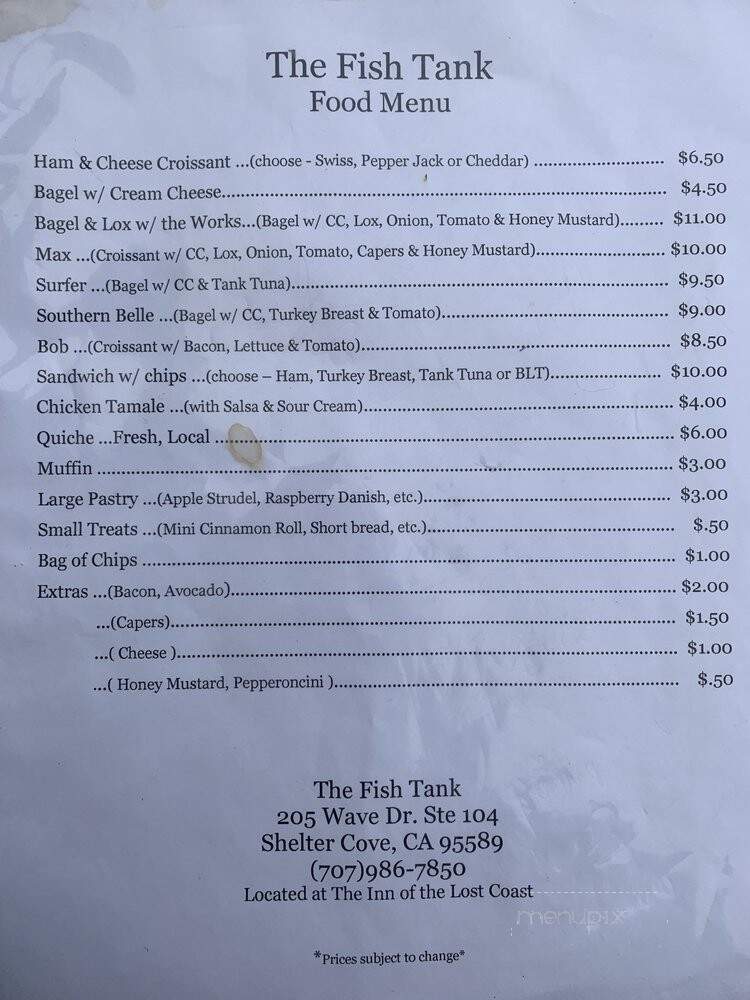 The Fish Tank
Food Menu
Ham & Cheese Croissant ...(choose - Swiss, Pepper Jack or Cheddar) ........................... $6.50
Bagel w/ Cream Cheese.......................................................................................... $4.50
Bagel & Lox w/ the Works...(Bagel w/ CC, Lox, Onion, Tomato & Honey Mustard)......... $11.00
Max ...(Croissant w/ CC, Lox, Onion, Tomato, Capers & Honey Mustard).......................... $10.00
Surfer ...(Bagel w/ CC & Tank Tuna)............................................................................ $9.50
Southern Belle ...(Bagel w/ CC, Turkey Breast & Tomato).............................................. $9.00
Bob ...(Croissant w/ Bacon, Lettuce & Tomato).............................................................. $8.50
Sandwich w/ chips ...(choose – Ham, Turkey Breast, Tank Tuna or BLT)...................... $10.00
Chicken Tamale ...(with Salsa & Sour Cream).............................................................. $4.00
Quiche ...Fresh, Local ............................................................................................ $6.00
Muffin ...................................................................................................................... $3.00
Large Pastry ...(Apple Strudel, Raspberry Danish, etc.).................................................. $3.00
Small Treats ...(Mini Cinnamon Roll, Short bread, etc.).................................................. $.50
Bag of Chips ............................................................................................................ $1.00
Extras ...(Bacon, Avocado)......................................................................................... $2.00
...(Capers)..................................................................................................... $1.50
...( Cheese ).................................................................................................... $1.00
...( Honey Mustard, Pepperoncini )..................................................................... $.50
The Fish Tank
205 Wave Dr. Ste 104
Shelter Cove, CA 95589
(707)986-7850
Located at The Inn of the Lost Coast
menupix
*Prices subject to change*